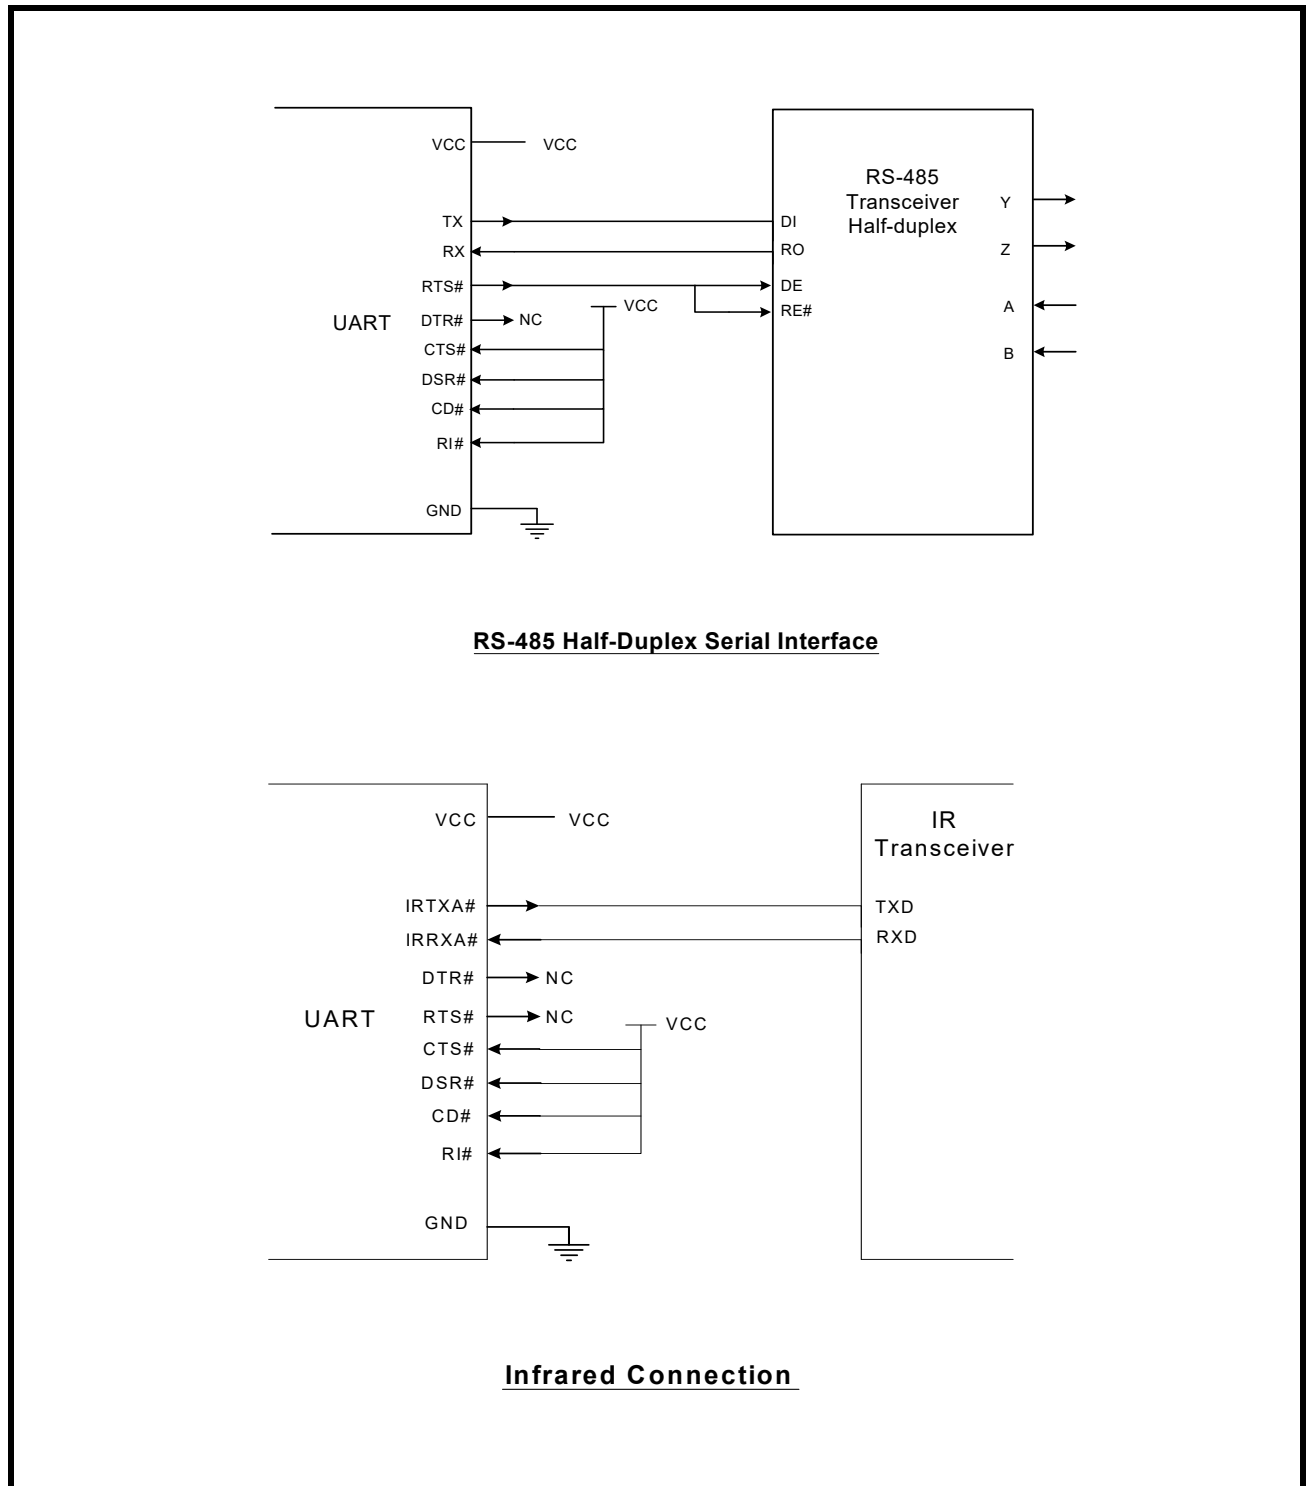 VCC
VCC
TX
RX
RTS#
DTR#
NC
CTS#
DSR#
CD#
RI#
GND
UART
VCC
RS-485
Transceiver
Half-duplex
DI
RO
DE
RE#
Y
Z
A
B
RS-485 Half-Duplex Serial Interface
VCC
VCC
IRTXA#
IRRXA#
DTR#
NC
RTS#
NC
CTS#
DSR#
CD#
RI#
GND
UART
VCC
IR
Transceiver
TXD
RXD
Infrared Connection